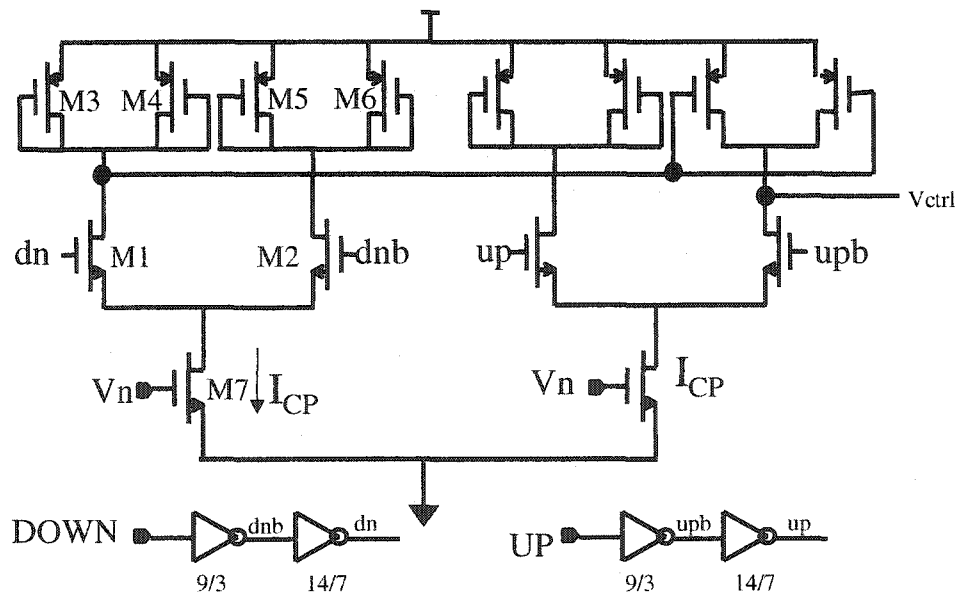 M3 M4 M5 M6
Vctrl
dn M1 M2 dnb up upb
Vn M7 I_CP Vn I_CP
DOWN dnb dn UP upb up
9/3 14/7 9/3 14/7